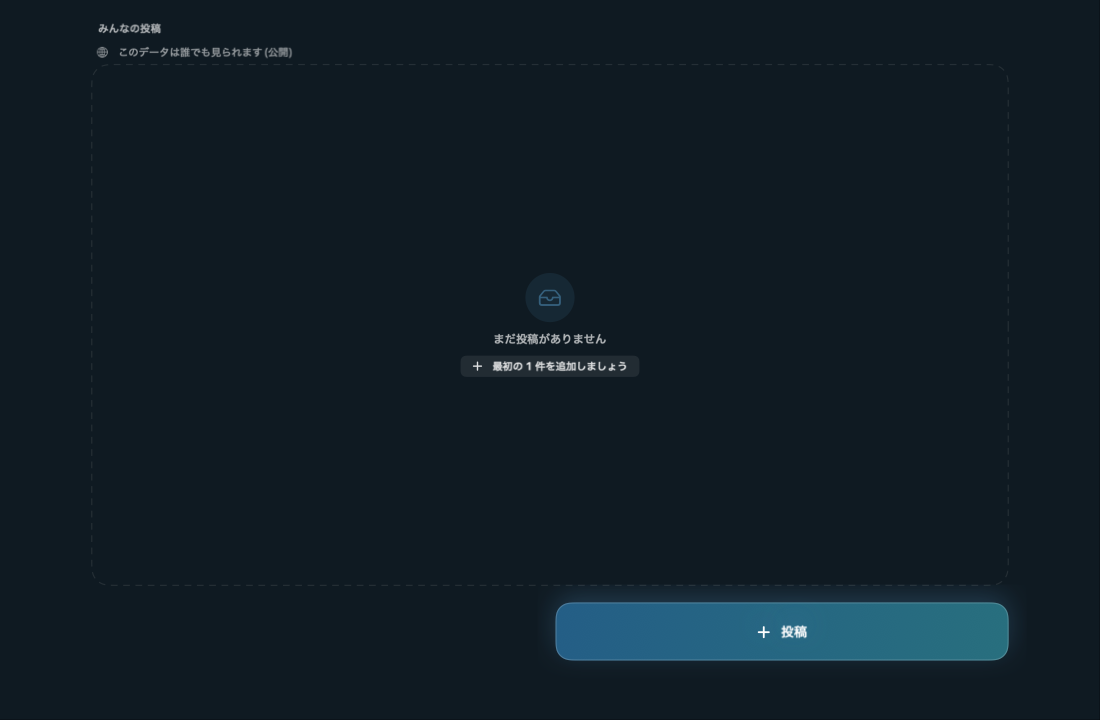 みんなの投稿
このデータは誰でも見られます (公開)
まだ投稿がありません
+ 最初の 1 件を追加しましょう
+ 投稿